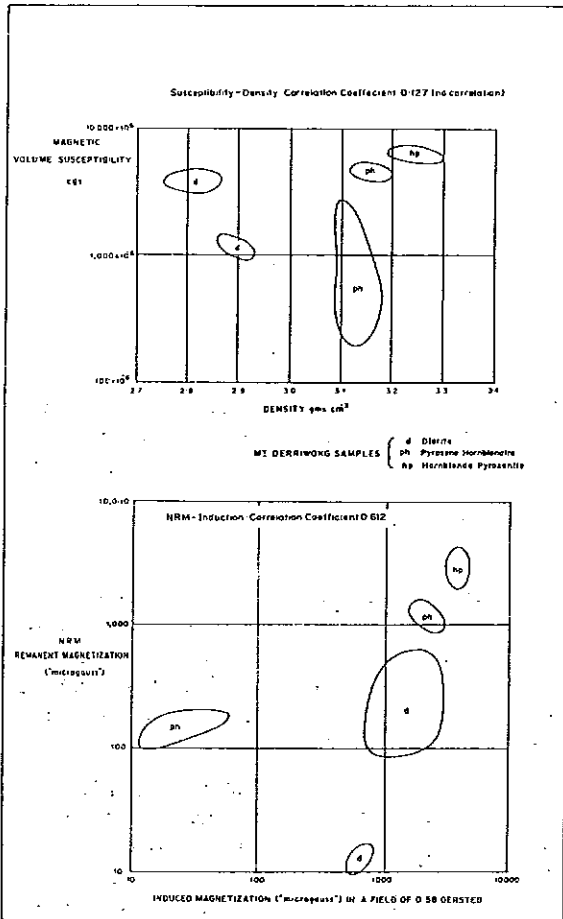 Susceptibility - Density Correlation Coefficient 0·127 (no correlation)
MAGNETIC
VOLUME SUSCEPTIBILITY
cgs
10,000×10⁶
1,000×10⁶
100×10⁶
d
d
ph
hp
ph
2.7 2.8 2.9 3.0 3.1 3.2 3.3 3.4
DENSITY gms cm³
MT DERRIWONG SAMPLES
d Diorite
ph Pyroxene Hornblendite
hp Hornblende Pyroxenite
NRM - Induction - Correlation Coefficient 0·612
NRM
REMANENT MAGNETIZATION
("microgauss")
10,000
1,000
100
10
hp
ph
d
ph
d
10 100 1000 10000
INDUCED MAGNETIZATION ("microgauss") IN A FIELD OF 0·58 OERSTED